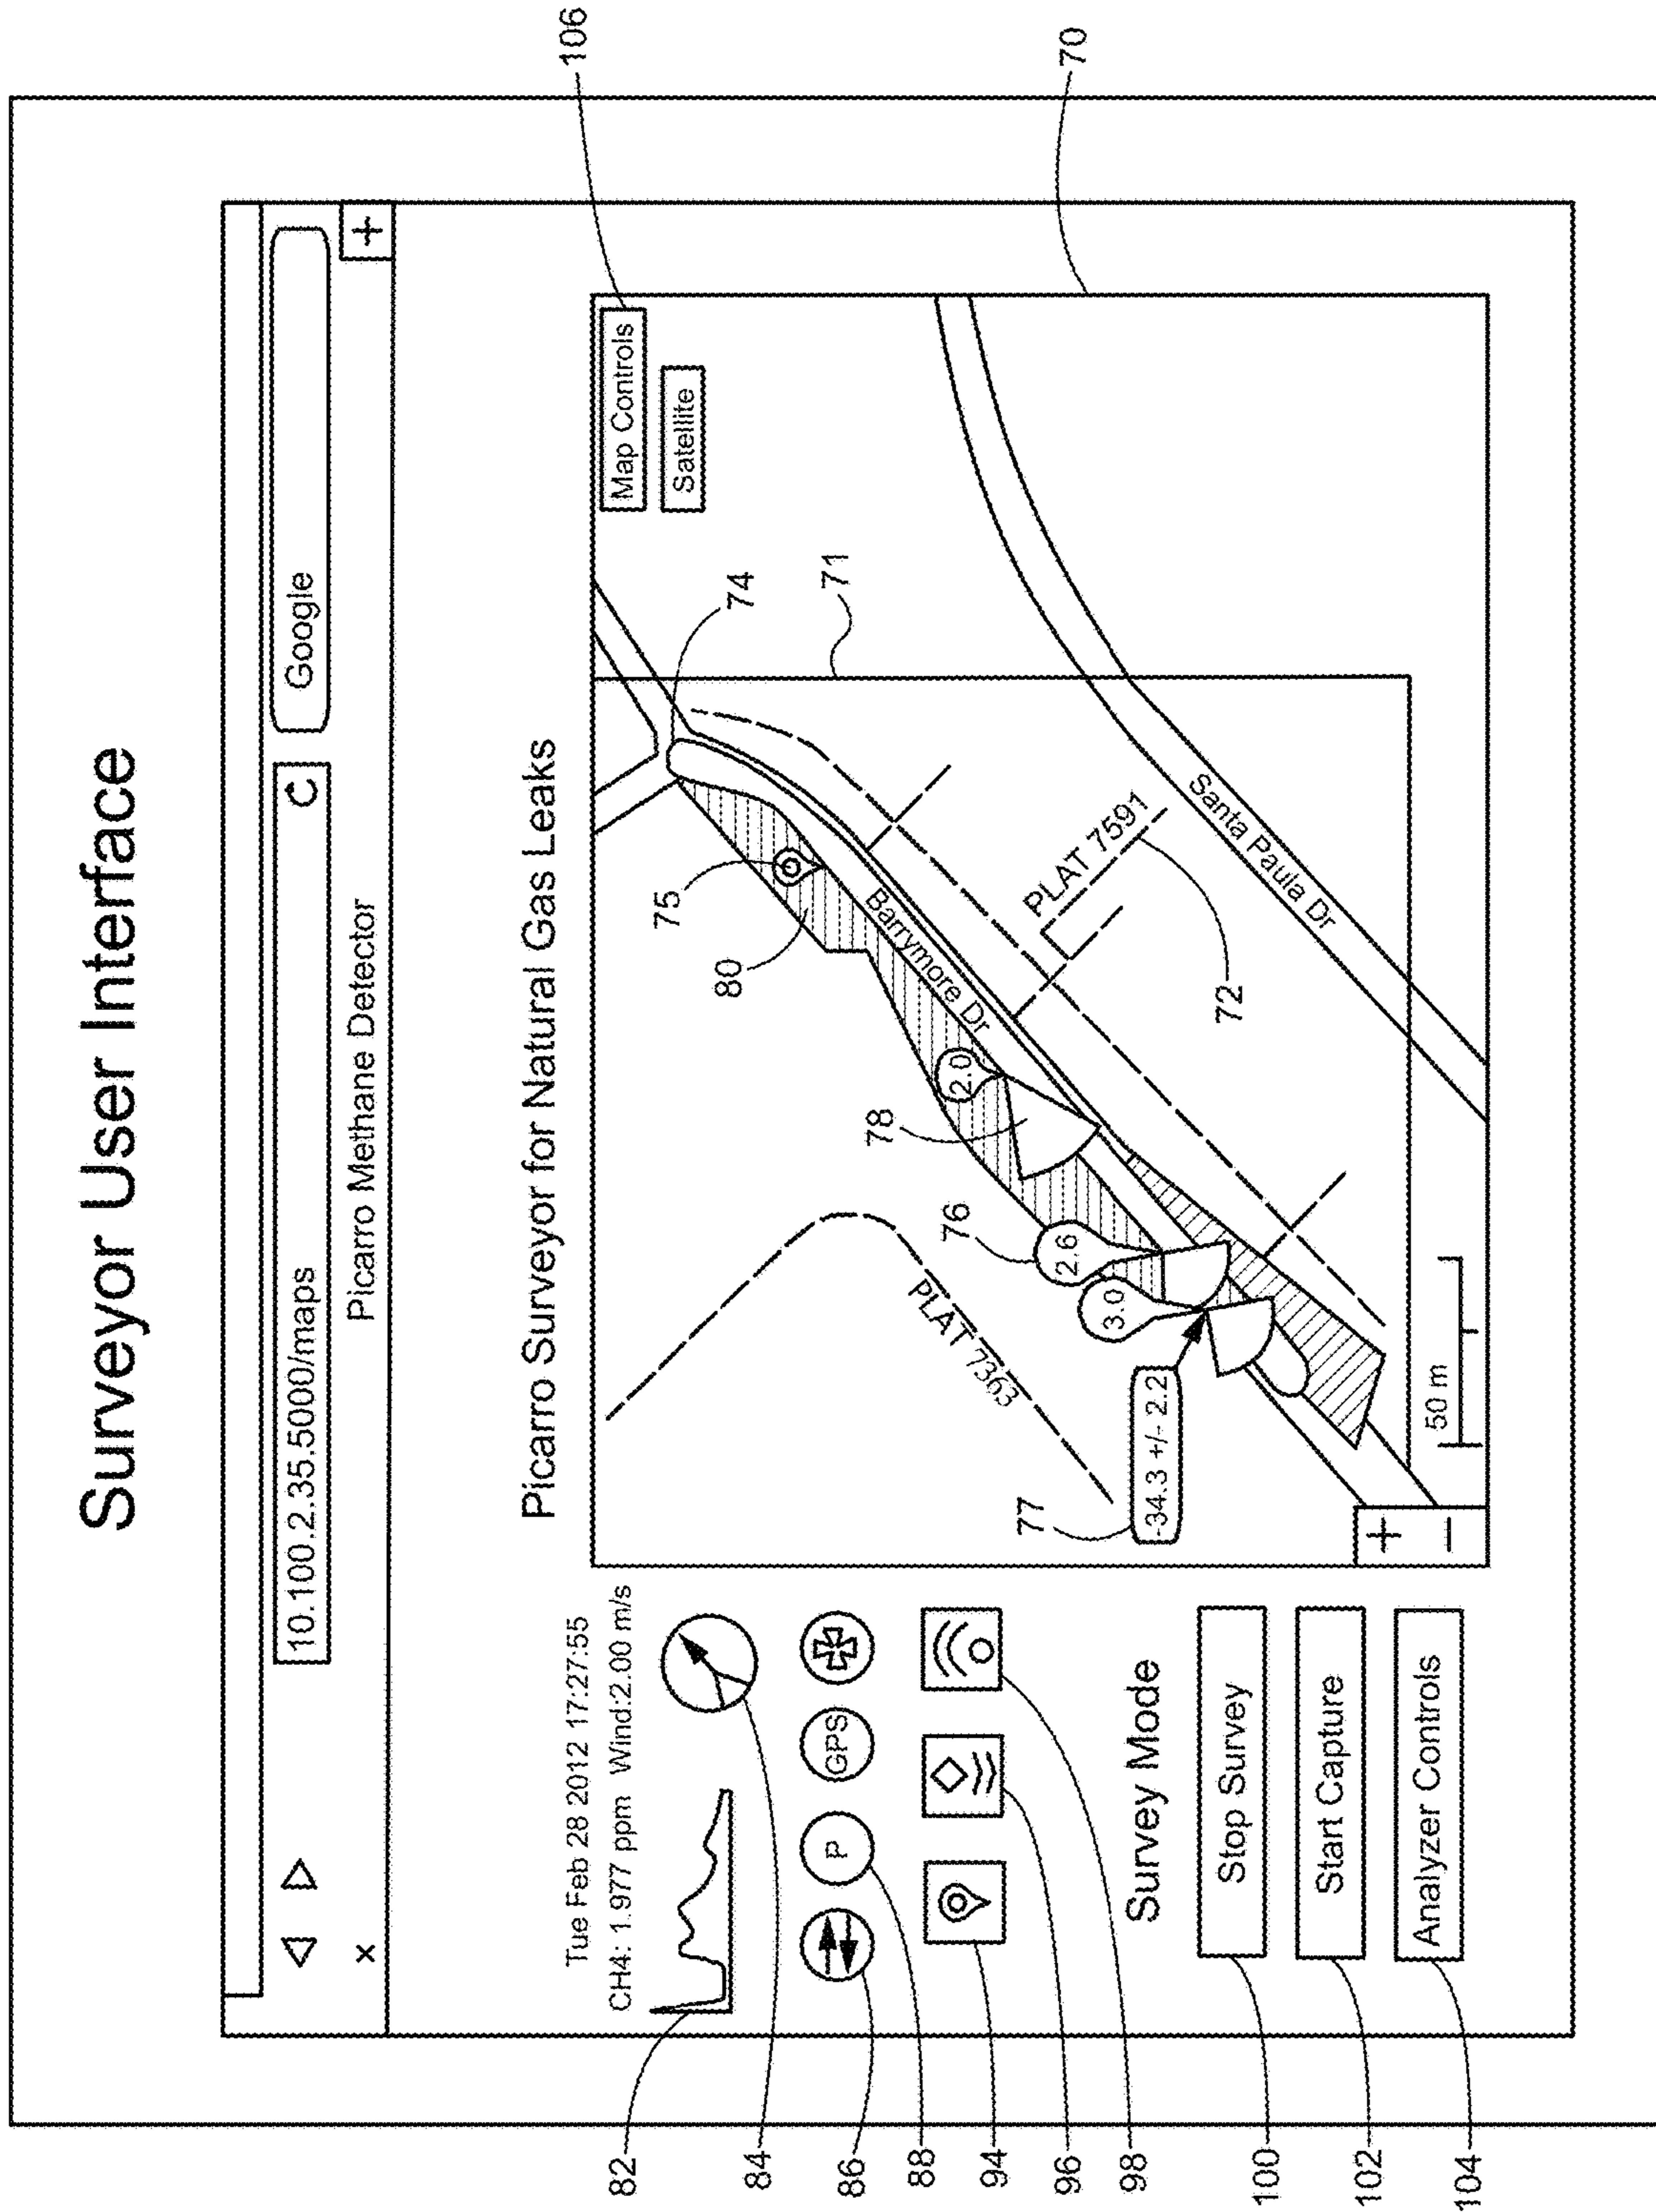 Surveyor User Interface
10.100.2.35.5000/maps
Google
Picarro Methane Detector
Picarro Surveyor for Natural Gas Leaks
Tue Feb 28 2012 17:27:55
CH4: 1.977 ppm Wind:2.00 m/s
P
GPS
Survey Mode
Stop Survey
Start Capture
Analyzer Controls
Map Controls
Satellite
Barrymore Dr
Santa Paula Dr
PLAT 7591
PLAT 7363
2.0
2.6
3.0
-34.3 +/- 2.2
50 m
+
−
+
x
106
70
71
74
75
80
72
78
76
77
82
84
86
88
94
96
98
100
102
104